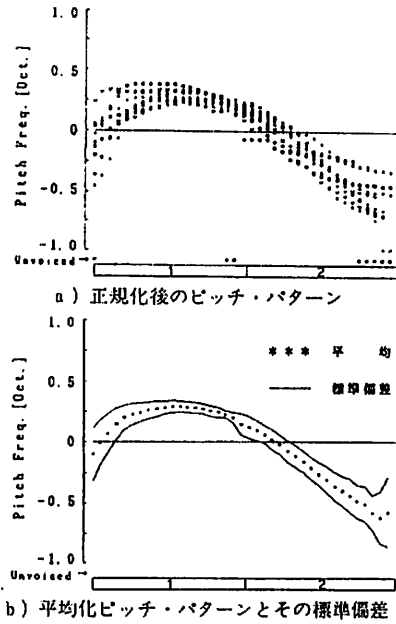 1.0
0.5
0
-0.5
-1.0
Pitch Freq. [Oct.]
Unvoiced→
1 2
a) 正規化後のピッチ・パターン
1.0
0.5
0
-0.5
-1.0
Pitch Freq. [Oct.]
*** 平 均
―― 標準偏差
Unvoiced→
1 2
b) 平均化ピッチ・パターンとその標準偏差